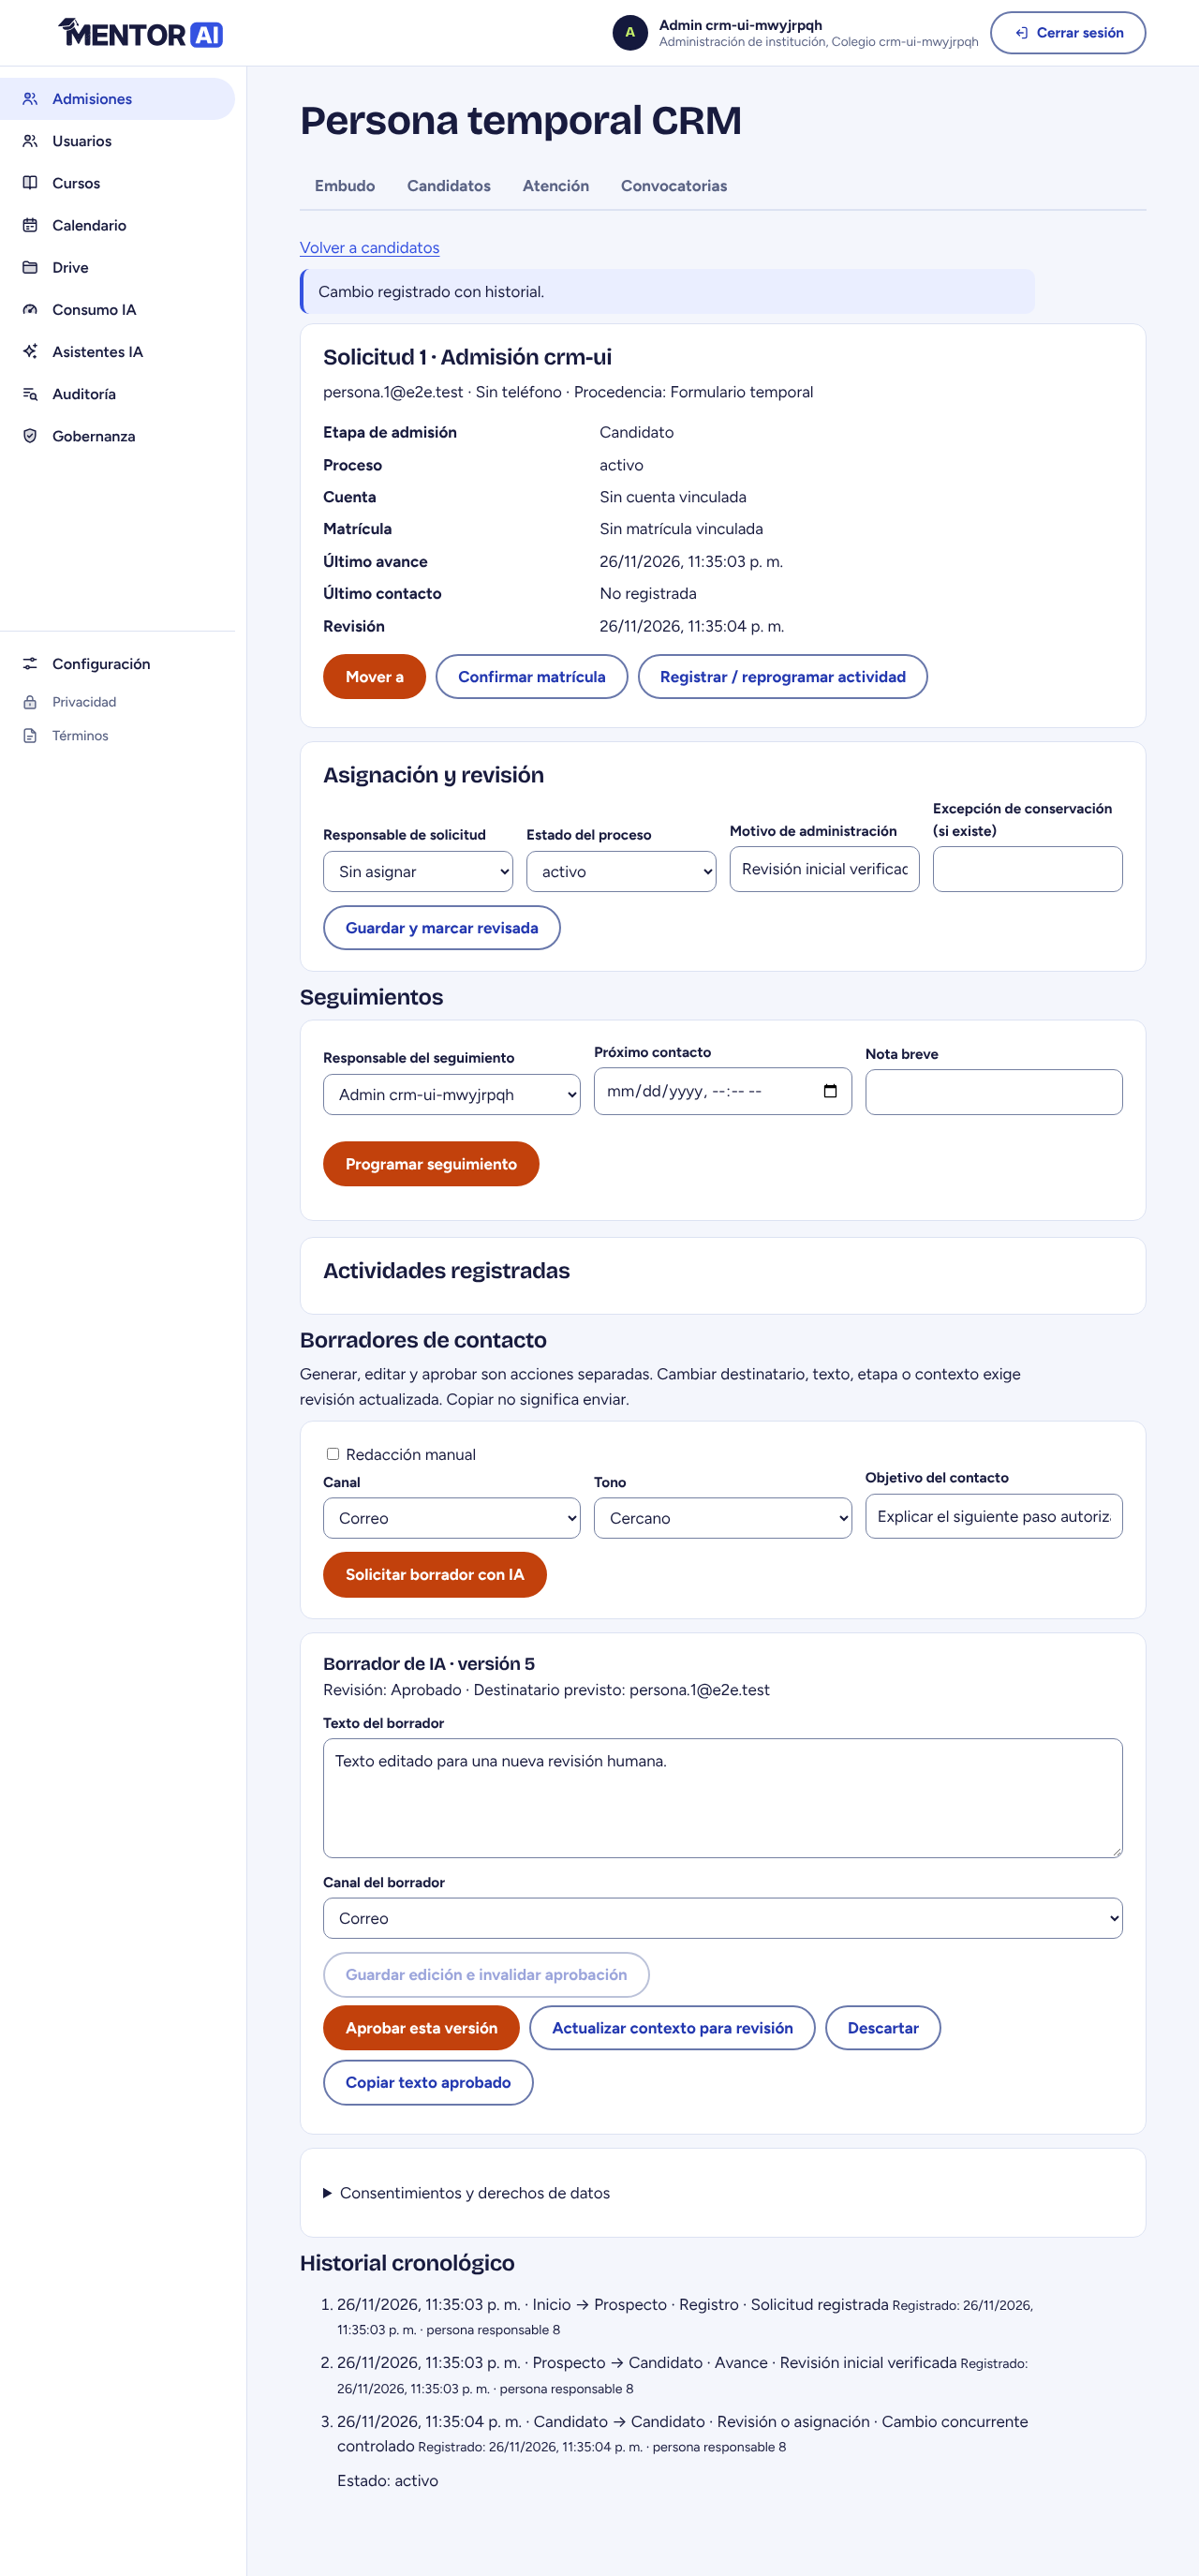 MENTOR AI
A
Admin crm-ui-mwyjrpqh
Administración de institución, Colegio crm-ui-mwyjrpqh
Cerrar sesión
Admisiones
Usuarios
Cursos
Calendario
Drive
Consumo IA
Asistentes IA
Auditoría
Gobernanza
Configuración
Privacidad
Términos
Persona temporal CRM
Embudo Candidatos Atención Convocatorias
Volver a candidatos
Cambio registrado con historial.
Solicitud 1 · Admisión crm-ui
persona.1@e2e.test · Sin teléfono · Procedencia: Formulario temporal
Etapa de admisión Candidato
Proceso activo
Cuenta Sin cuenta vinculada
Matrícula Sin matrícula vinculada
Último avance 26/11/2026, 11:35:03 p. m.
Último contacto No registrada
Revisión 26/11/2026, 11:35:04 p. m.
Mover a Confirmar matrícula Registrar / reprogramar actividad
Asignación y revisión
Responsable de solicitud
Sin asignar
Estado del proceso
activo
Motivo de administración
Revisión inicial verificad
Excepción de conservación
(si existe)
Guardar y marcar revisada
Seguimientos
Responsable del seguimiento
Admin crm-ui-mwyjrpqh
Próximo contacto
mm/dd/yyyy, --:-- --
Nota breve
Programar seguimiento
Actividades registradas
Borradores de contacto
Generar, editar y aprobar son acciones separadas. Cambiar destinatario, texto, etapa o contexto exige
revisión actualizada. Copiar no significa enviar.
Redacción manual
Canal
Correo
Tono
Cercano
Objetivo del contacto
Explicar el siguiente paso autoriza
Solicitar borrador con IA
Borrador de IA · versión 5
Revisión: Aprobado · Destinatario previsto: persona.1@e2e.test
Texto del borrador
Texto editado para una nueva revisión humana.
Canal del borrador
Correo
Guardar edición e invalidar aprobación
Aprobar esta versión Actualizar contexto para revisión Descartar
Copiar texto aprobado
Consentimientos y derechos de datos
Historial cronológico
1. 26/11/2026, 11:35:03 p. m. · Inicio → Prospecto · Registro · Solicitud registrada Registrado: 26/11/2026,
11:35:03 p. m. · persona responsable 8
2. 26/11/2026, 11:35:03 p. m. · Prospecto → Candidato · Avance · Revisión inicial verificada Registrado:
26/11/2026, 11:35:03 p. m. · persona responsable 8
3. 26/11/2026, 11:35:04 p. m. · Candidato → Candidato · Revisión o asignación · Cambio concurrente
controlado Registrado: 26/11/2026, 11:35:04 p. m. · persona responsable 8
Estado: activo